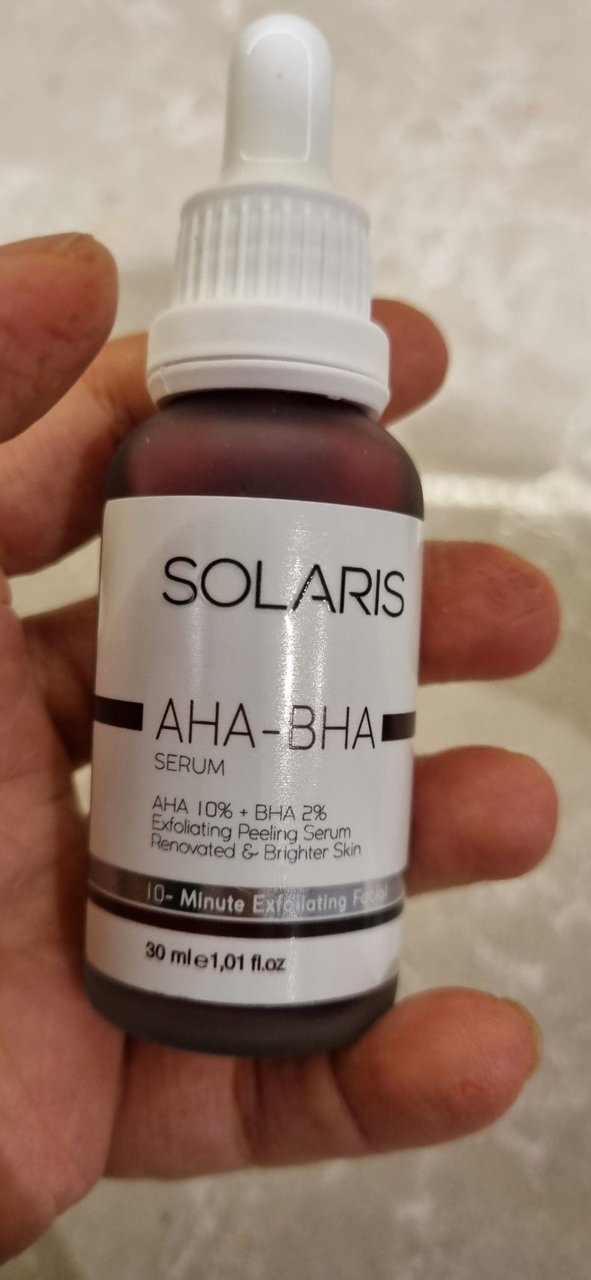 SOLARIS
AHA-BHA
SERUM
AHA 10% + BHA 2%
Exfoliating Peeling Serum
Renovated & Brighter Skin
10- Minute Exfoliating Facial
30 ml e 1,01 fl.oz